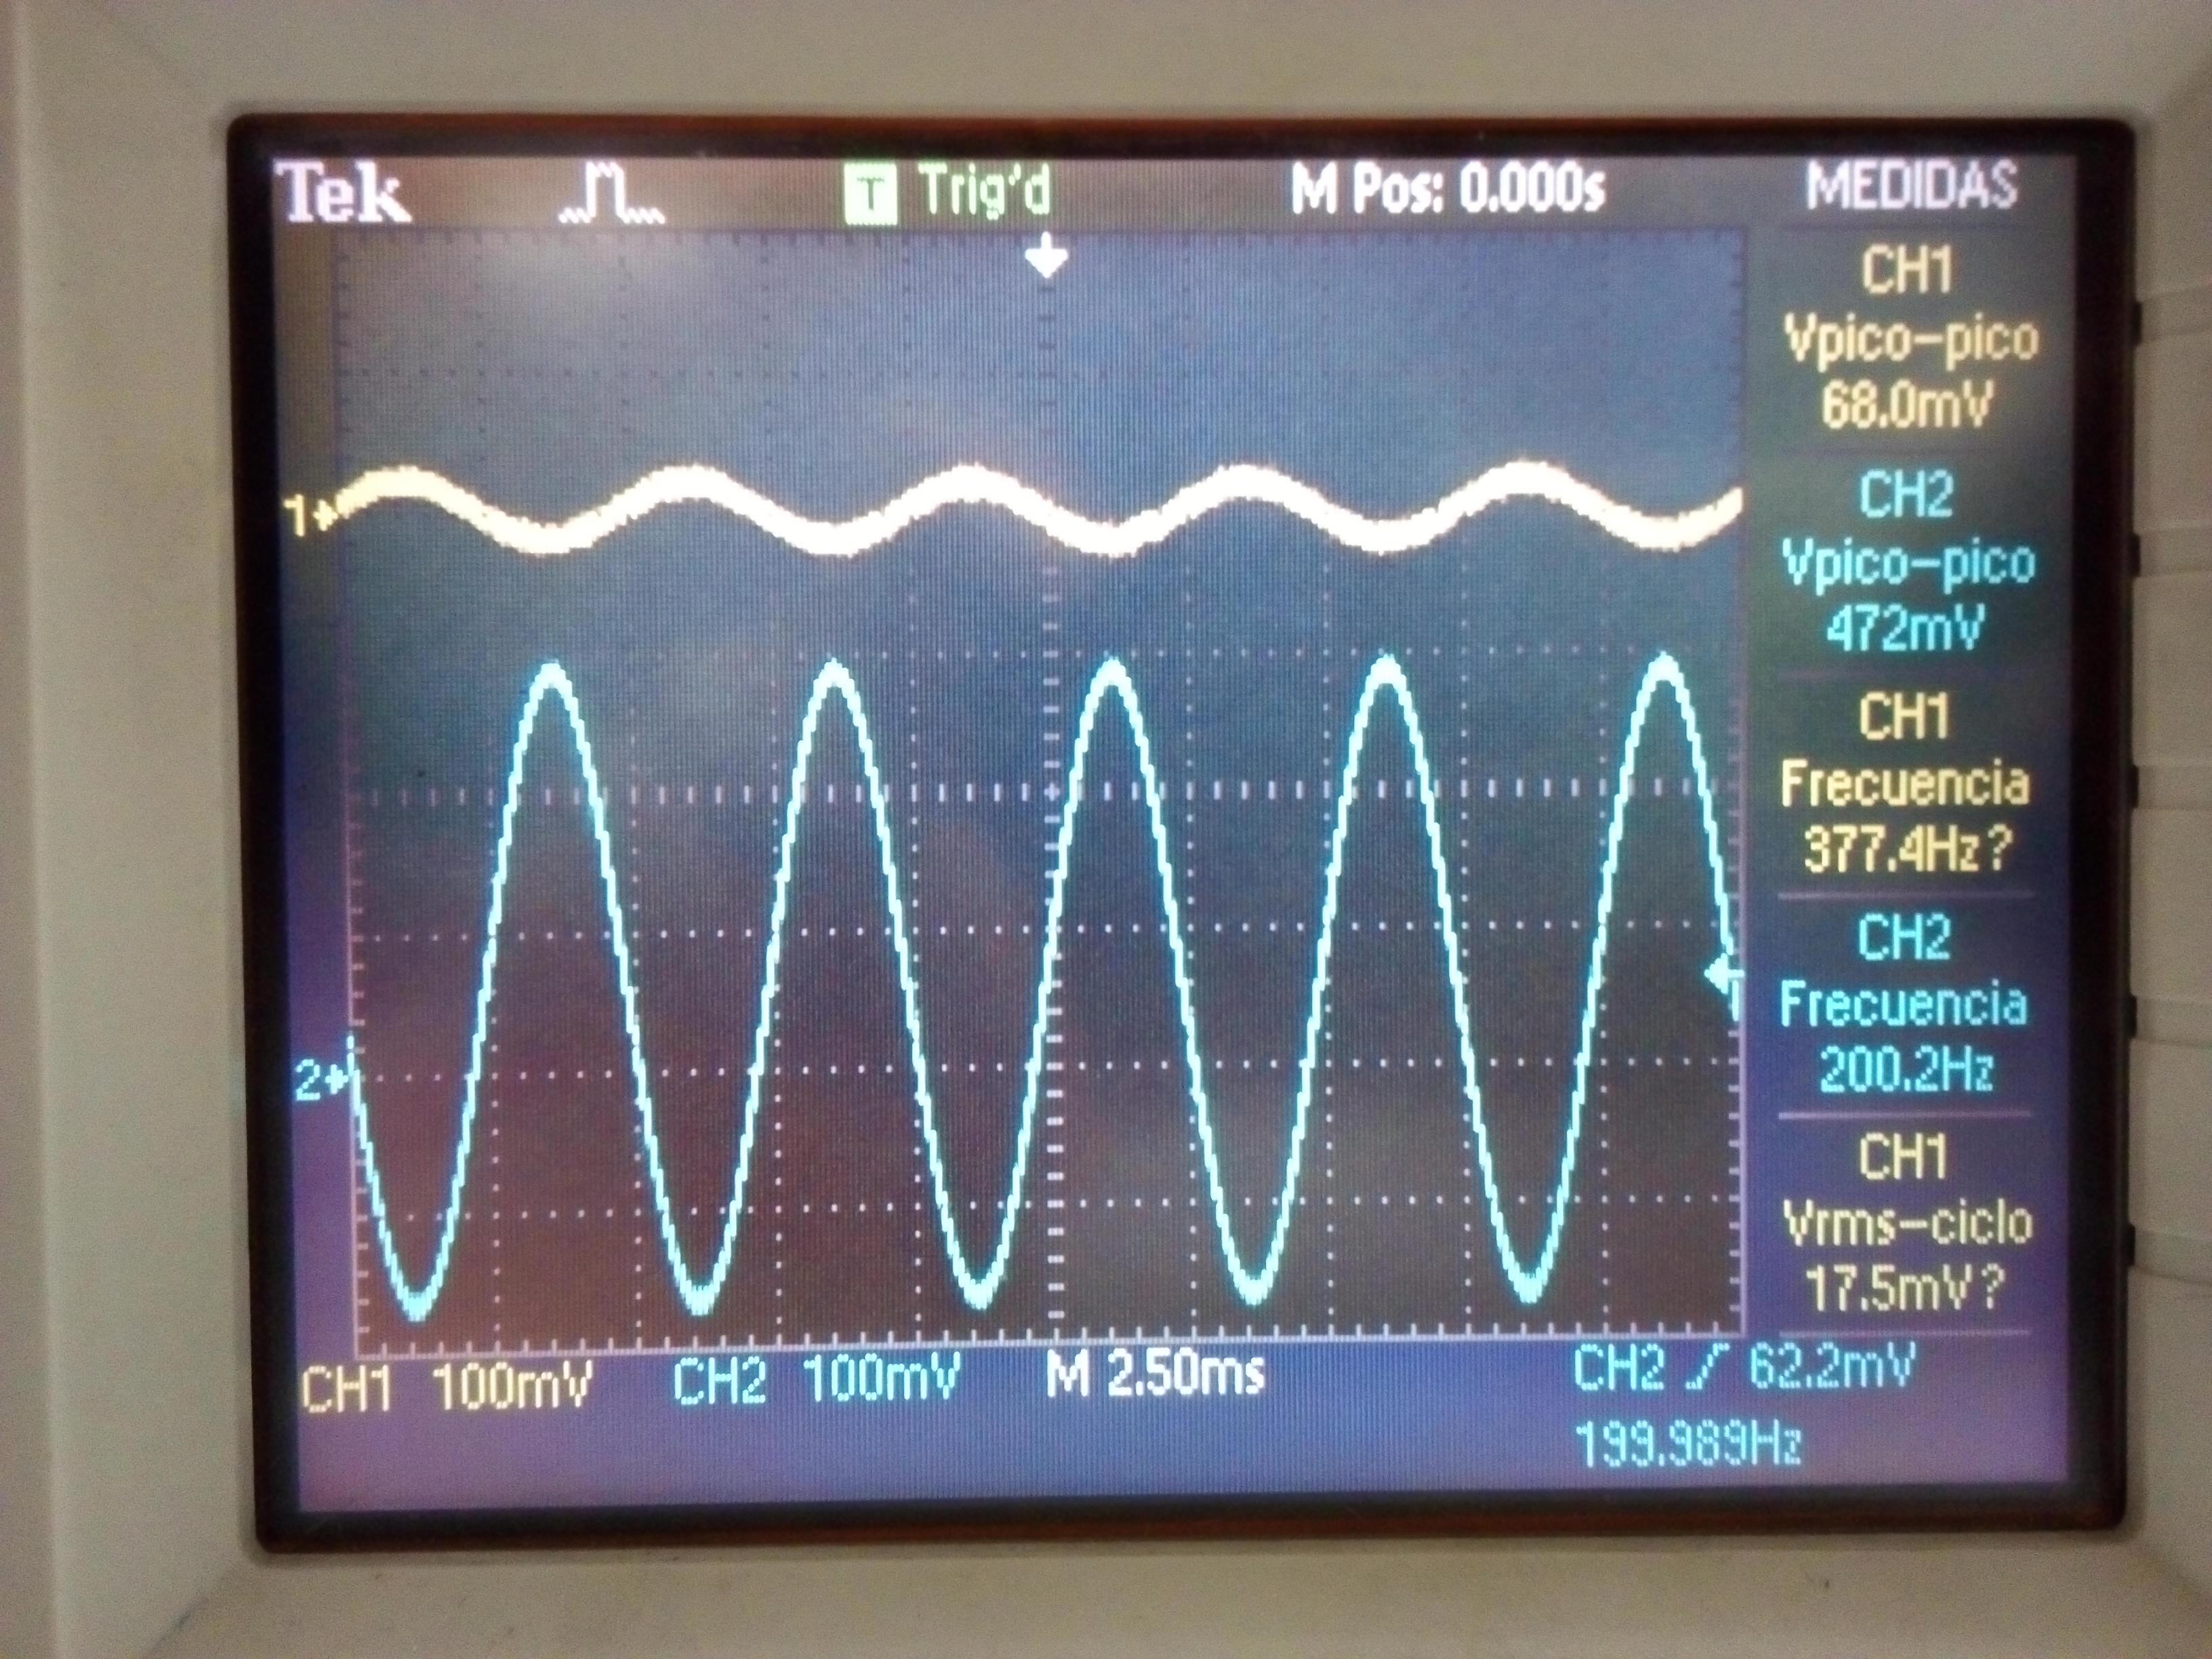 Tek T Trig'd M Pos: 0.000s MEDIDAS
CH1
Vpico-pico
68.0mV
CH2
Vpico-pico
472mV
CH1
Frecuencia
377.4Hz?
CH2
Frecuencia
200.2Hz
CH1
Vrms-ciclo
17.5mV?
1
2
T
CH1 100mV CH2 100mV M 2.50ms CH2 62.2mV
199.989Hz